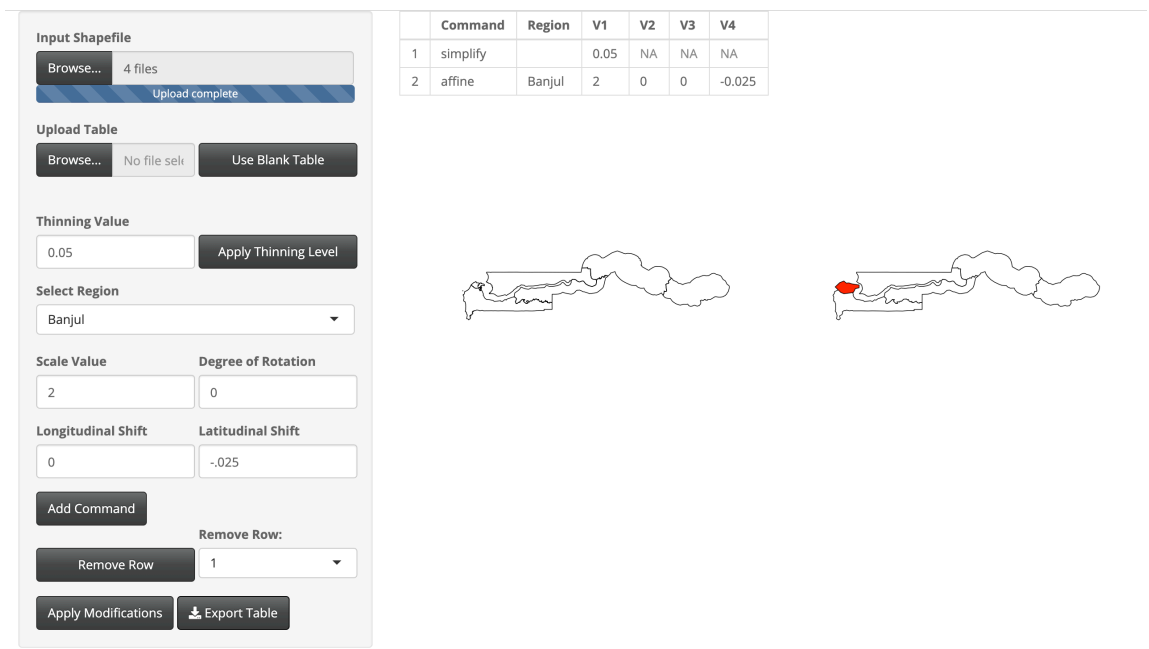 Input Shapefile
Browse... 4 files
Upload complete
Upload Table
Browse... No file sele Use Blank Table
Thinning Value
0.05 Apply Thinning Level
Select Region
Banjul
Scale Value Degree of Rotation
2 0
Longitudinal Shift Latitudinal Shift
0 -.025
Add Command
Remove Row:
Remove Row 1
Apply Modifications Export Table
Command Region V1 V2 V3 V4
1 simplify 0.05 NA NA NA
2 affine Banjul 2 0 0 -0.025